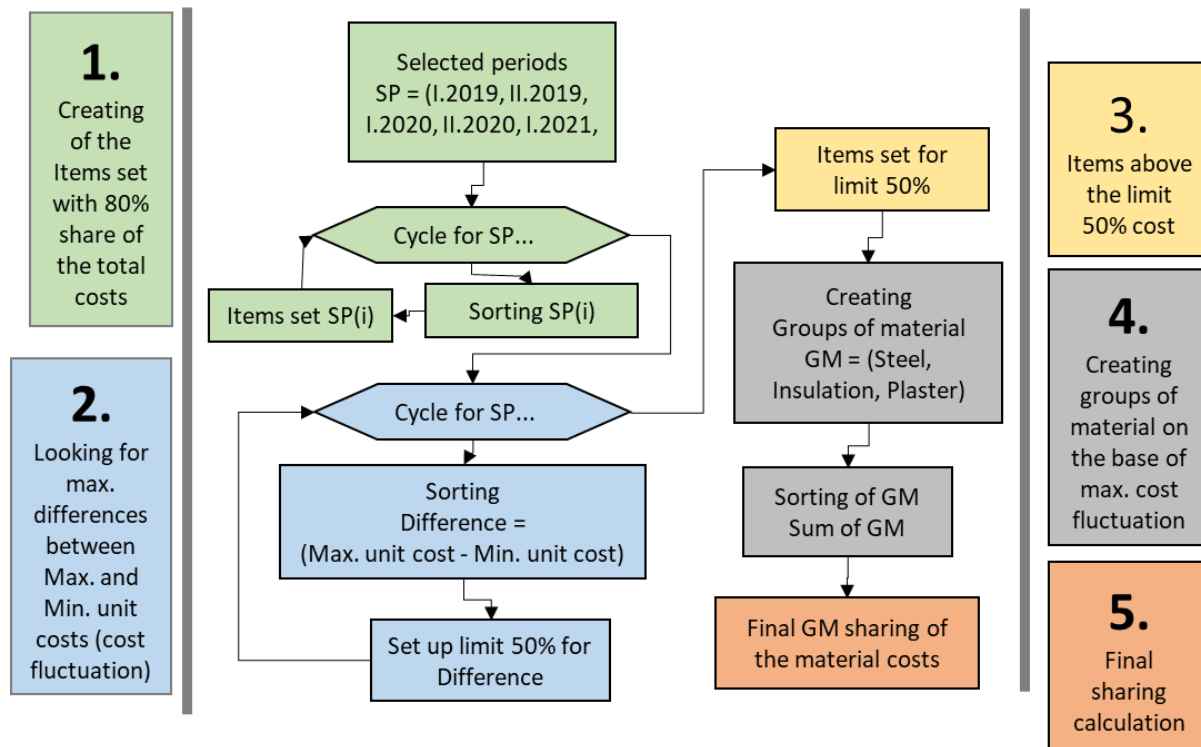 1.
Creating
of the
Items set
with 80%
share of
the total
costs
2.
Looking for
max.
differences
between
Max. and
Min. unit
costs (cost
fluctuation)
Selected periods
SP = (I.2019, II.2019,
I.2020, II.2020, I.2021,
Cycle for SP...
Items set SP(i)
Sorting SP(i)
Cycle for SP...
Sorting
Difference =
(Max. unit cost - Min. unit cost)
Set up limit 50% for
Difference
Items set for
limit 50%
Creating
Groups of material
GM = (Steel,
Insulation, Plaster)
Sorting of GM
Sum of GM
Final GM sharing of
the material costs
3.
Items above
the limit
50% cost
4.
Creating
groups of
material on
the base of
max. cost
fluctuation
5.
Final
sharing
calculation